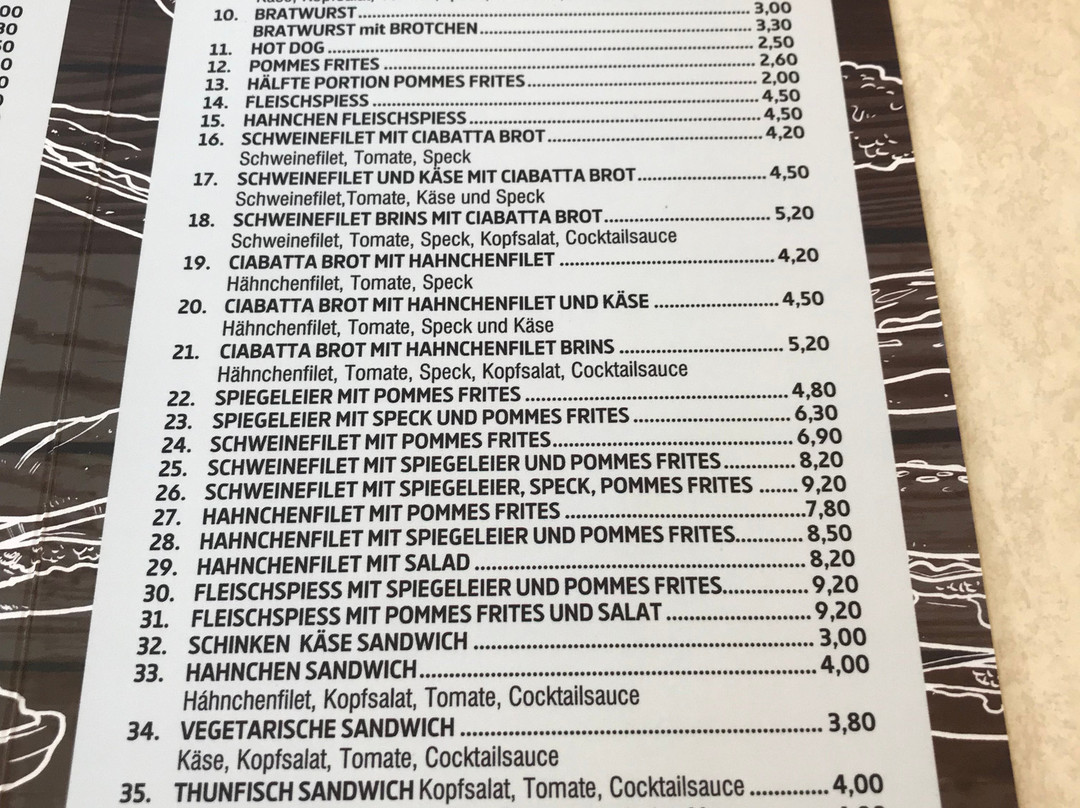 10. BRATWURST 3,00
BRATWURST mit BROTCHEN 3,30
11. HOT DOG 2,50
12. POMMES FRITES 2,60
13. HÄLFTE PORTION POMMES FRITES 2,00
14. FLEISCHSPIESS 4,50
15. HAHNCHEN FLEISCHSPIESS 4,50
16. SCHWEINEFILET MIT CIABATTA BROT 4,20
Schweinefilet, Tomate, Speck
17. SCHWEINEFILET UND KÄSE MIT CIABATTA BROT 4,50
Schweinefilet,Tomate, Käse und Speck
18. SCHWEINEFILET BRINS MIT CIABATTA BROT 5,20
Schweinefilet, Tomate, Speck, Kopfsalat, Cocktailsauce
19. CIABATTA BROT MIT HAHNCHENFILET 4,20
Hähnchenfilet, Tomate, Speck
20. CIABATTA BROT MIT HAHNCHENFILET UND KÄSE 4,50
Hähnchenfilet, Tomate, Speck und Käse
21. CIABATTA BROT MIT HAHNCHENFILET BRINS 5,20
Hähnchenfilet, Tomate, Speck, Kopfsalat, Cocktailsauce
22. SPIEGELEIER MIT POMMES FRITES 4,80
23. SPIEGELEIER MIT SPECK UND POMMES FRITES 6,30
24. SCHWEINEFILET MIT POMMES FRITES 6,90
25. SCHWEINEFILET MIT SPIEGELEIER UND POMMES FRITES 8,20
26. SCHWEINEFILET MIT SPIEGELEIER, SPECK, POMMES FRITES 9,20
27. HAHNCHENFILET MIT POMMES FRITES 7,80
28. HAHNCHENFILET MIT SPIEGELEIER UND POMMES FRITES 8,50
29. HAHNCHENFILET MIT SALAD 8,20
30. FLEISCHSPIESS MIT SPIEGELEIER UND POMMES FRITES 9,20
31. FLEISCHSPIESS MIT POMMES FRITES UND SALAT 9,20
32. SCHINKEN KÄSE SANDWICH 3,00
33. HAHNCHEN SANDWICH 4,00
Háhnchenfilet, Kopfsalat, Tomate, Cocktailsauce
34. VEGETARISCHE SANDWICH 3,80
Käse, Kopfsalat, Tomate, Cocktailsauce
35. THUNFISCH SANDWICH Kopfsalat, Tomate, Cocktailsauce 4,00